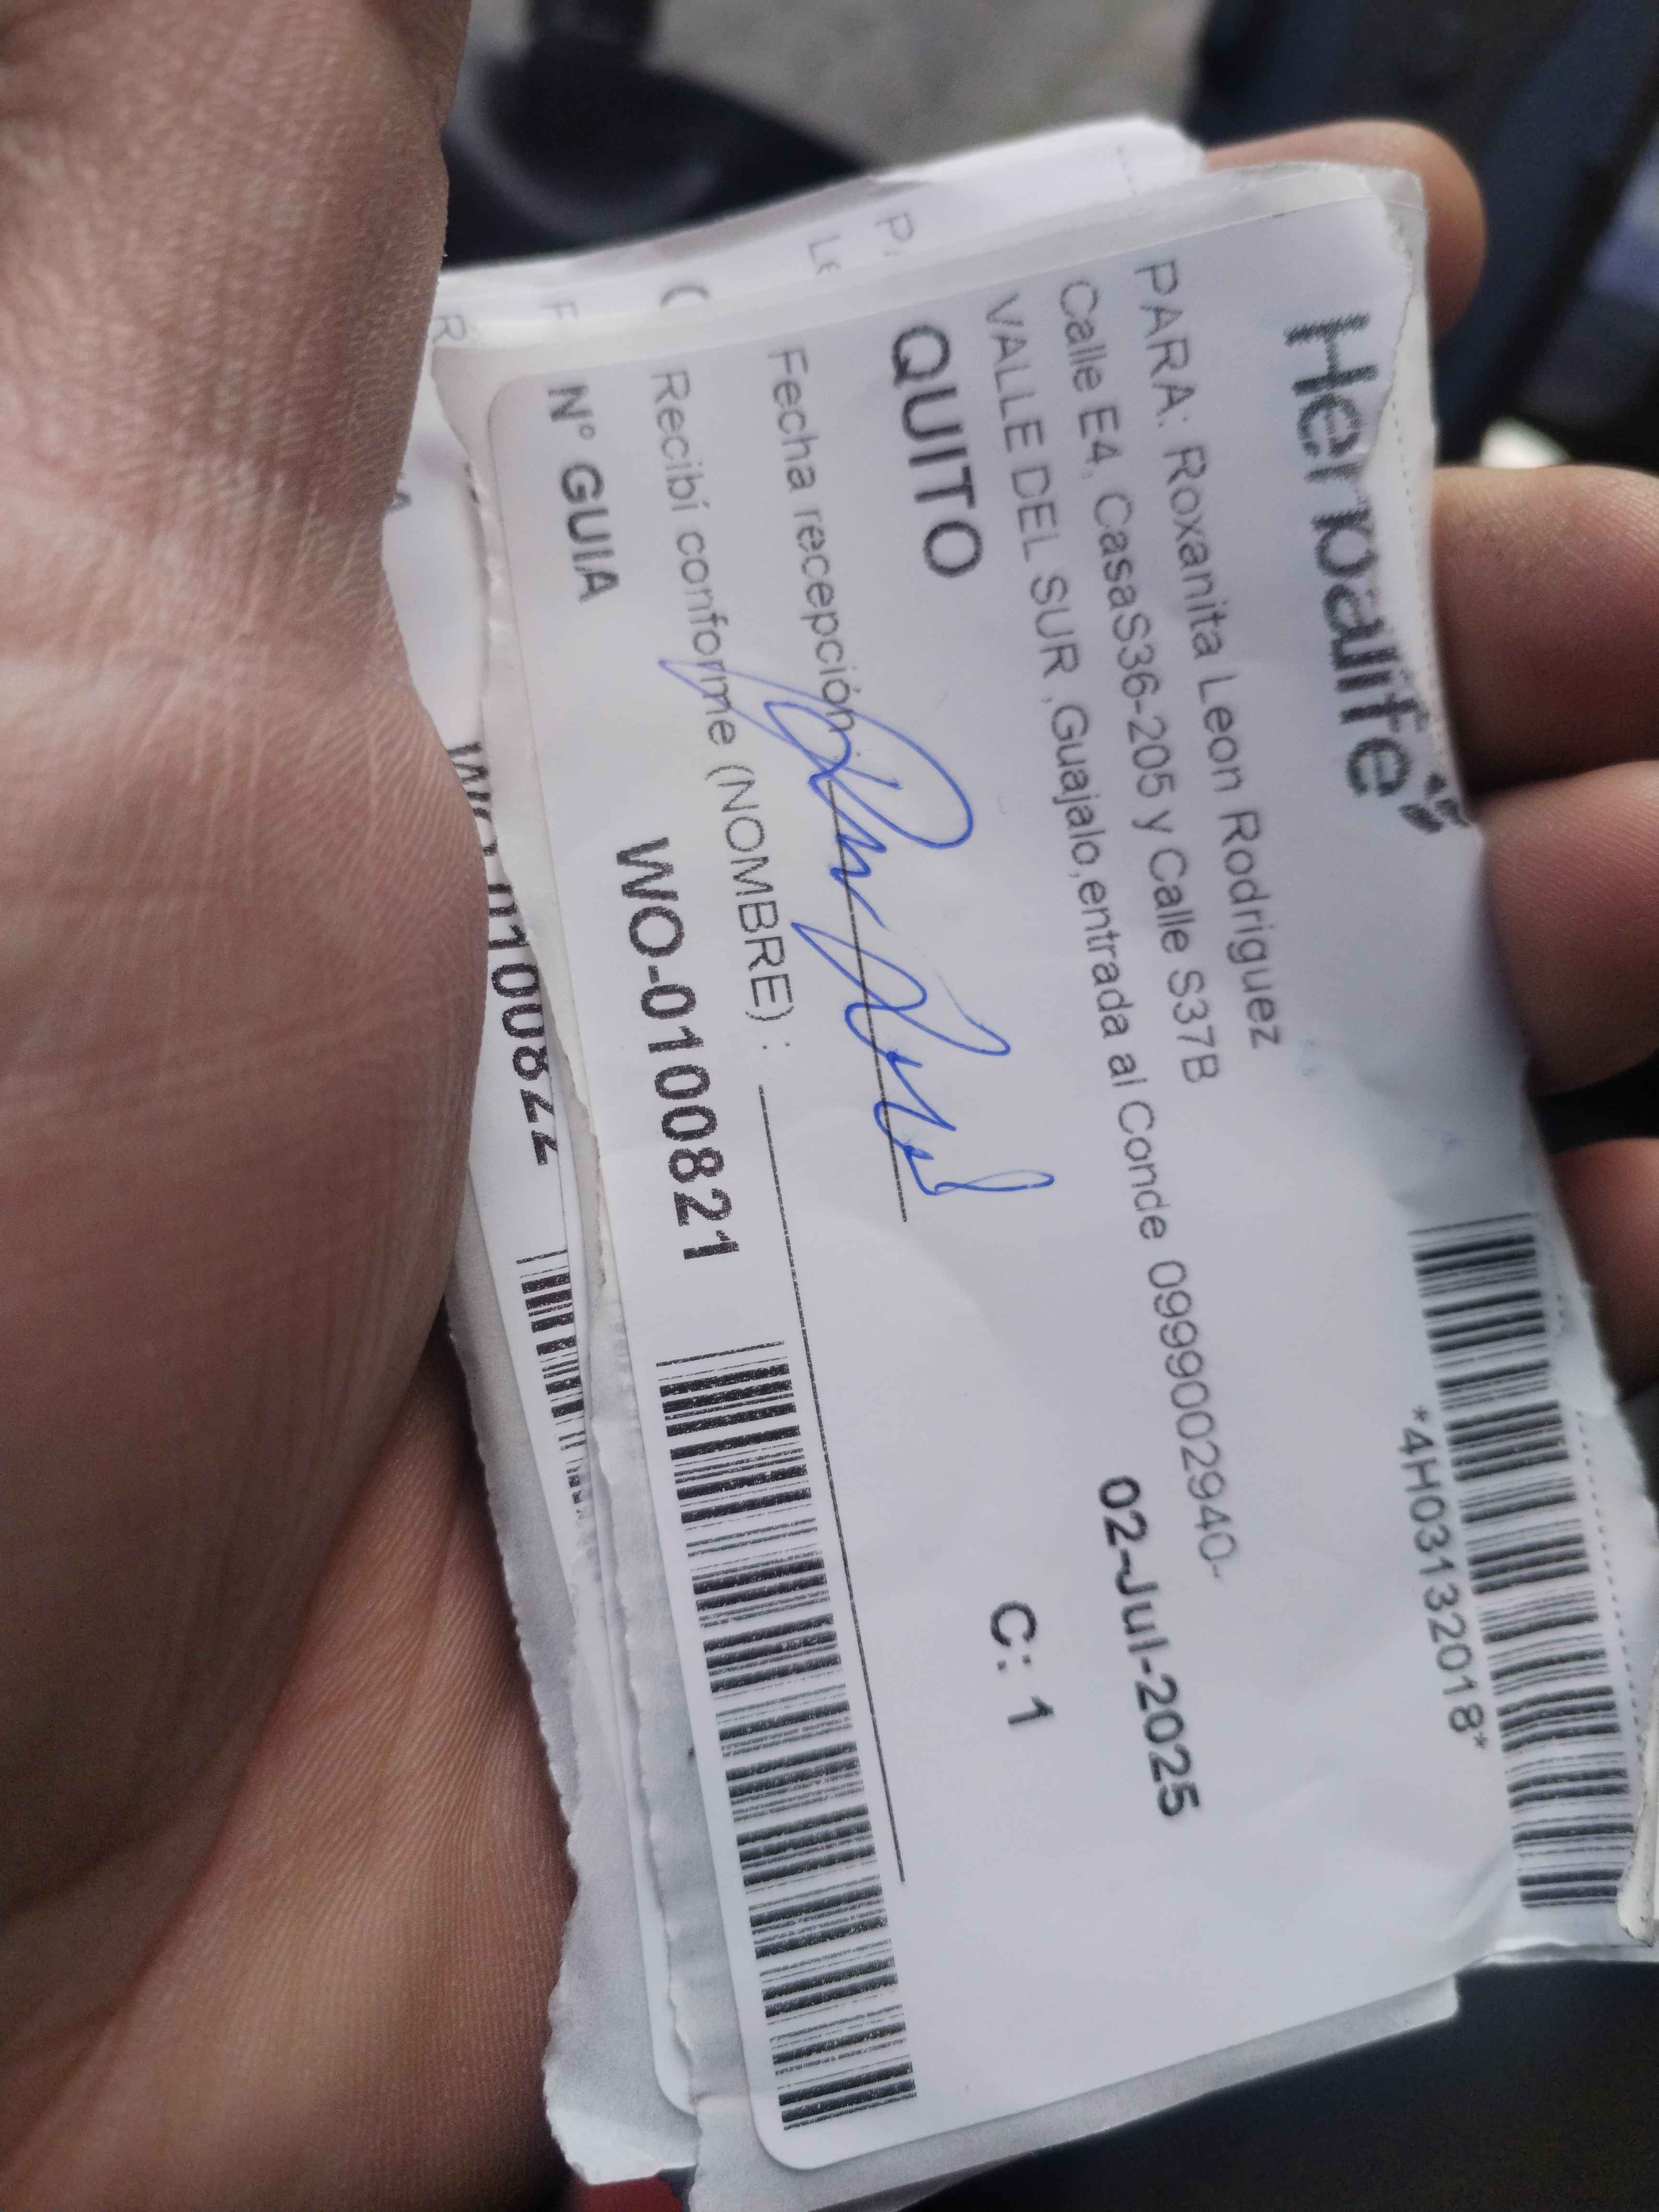 Herbalife
*4H03132018*
PARA: Roxanita Leon Rodriguez
Calle E4, CasaS36-205 y Calle S37B
VALLE DEL SUR ,Guajalo,entrada al Conde 0999002940-
02-Jul-2025
QUITO
C: 1
Fecha recepción:
Recibí conforme (NOMBRE) :
N° GUIA
WO-0100821